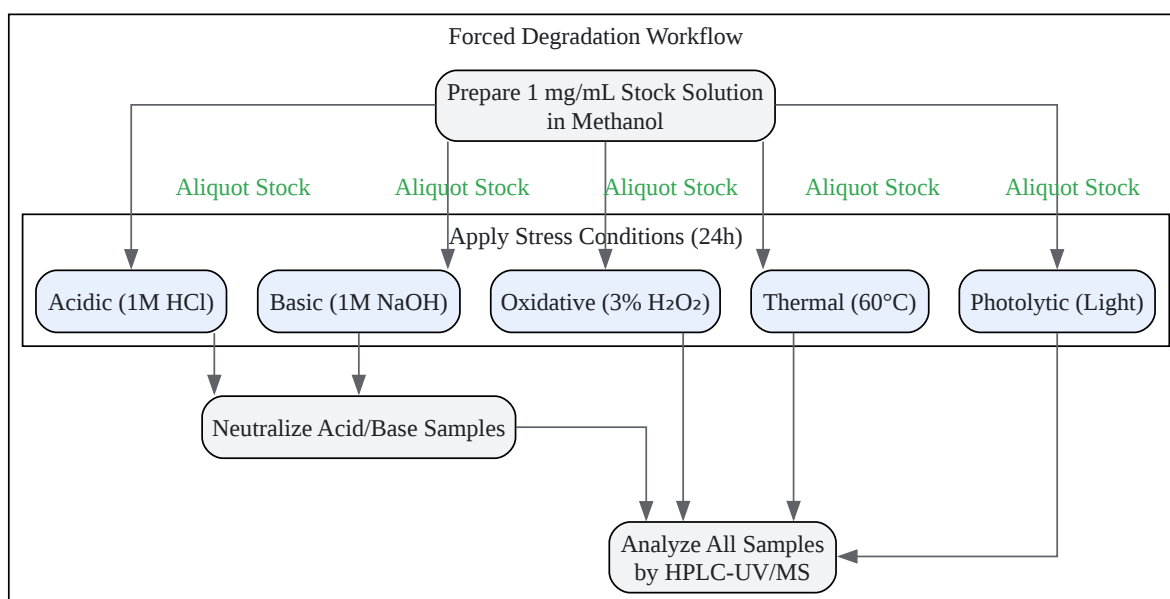 Forced Degradation Workflow
Prepare 1 mg/mL Stock Solution
in Methanol
Aliquot Stock
Aliquot Stock
Aliquot Stock
Aliquot Stock
Aliquot Stock
Apply Stress Conditions (24h)
Acidic (1M HCl)
Basic (1M NaOH)
Oxidative (3% H₂O₂)
Thermal (60°C)
Photolytic (Light)
Neutralize Acid/Base Samples
Analyze All Samples
by HPLC-UV/MS